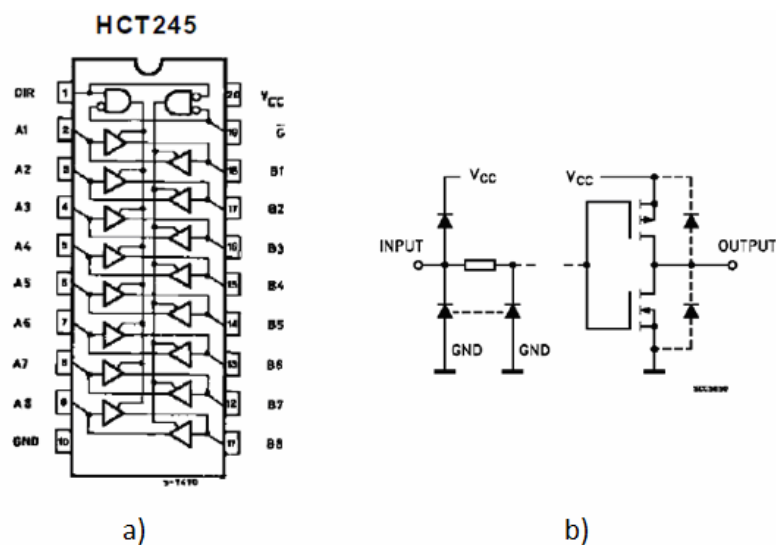 HCT245
DIR 1 20 VCC
A1 2 19 G
A2 3 18 B1
A3 4 17 B2
A4 5 16 B3
A5 6 15 B4
A6 7 14 B5
A7 8 13 B6
A8 9 12 B7
GND 10 11 B8
VCC VCC
INPUT OUTPUT
GND GND
a) b)